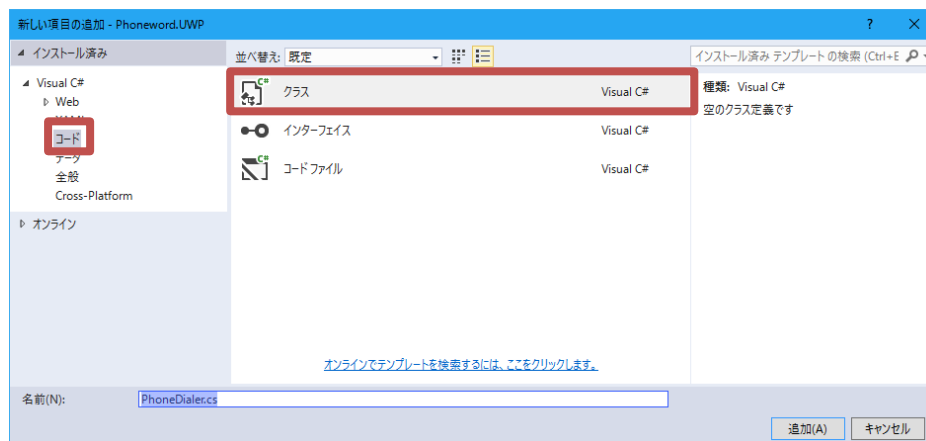 新しい項目の追加 - Phoneword.UWP ? ×
インストール済み
並べ替え: 既定
インストール済み テンプレート の検索 (Ctrl+E
Visual C#
Web
コード
データ
全般
Cross-Platform
オンライン
C# クラス Visual C#
インターフェイス Visual C#
C# コード ファイル Visual C#
種類: Visual C#
空のクラス定義です
オンラインでテンプレートを検索するには、ここをクリックします。
名前(N): PhoneDialer.cs
追加(A) キャンセル